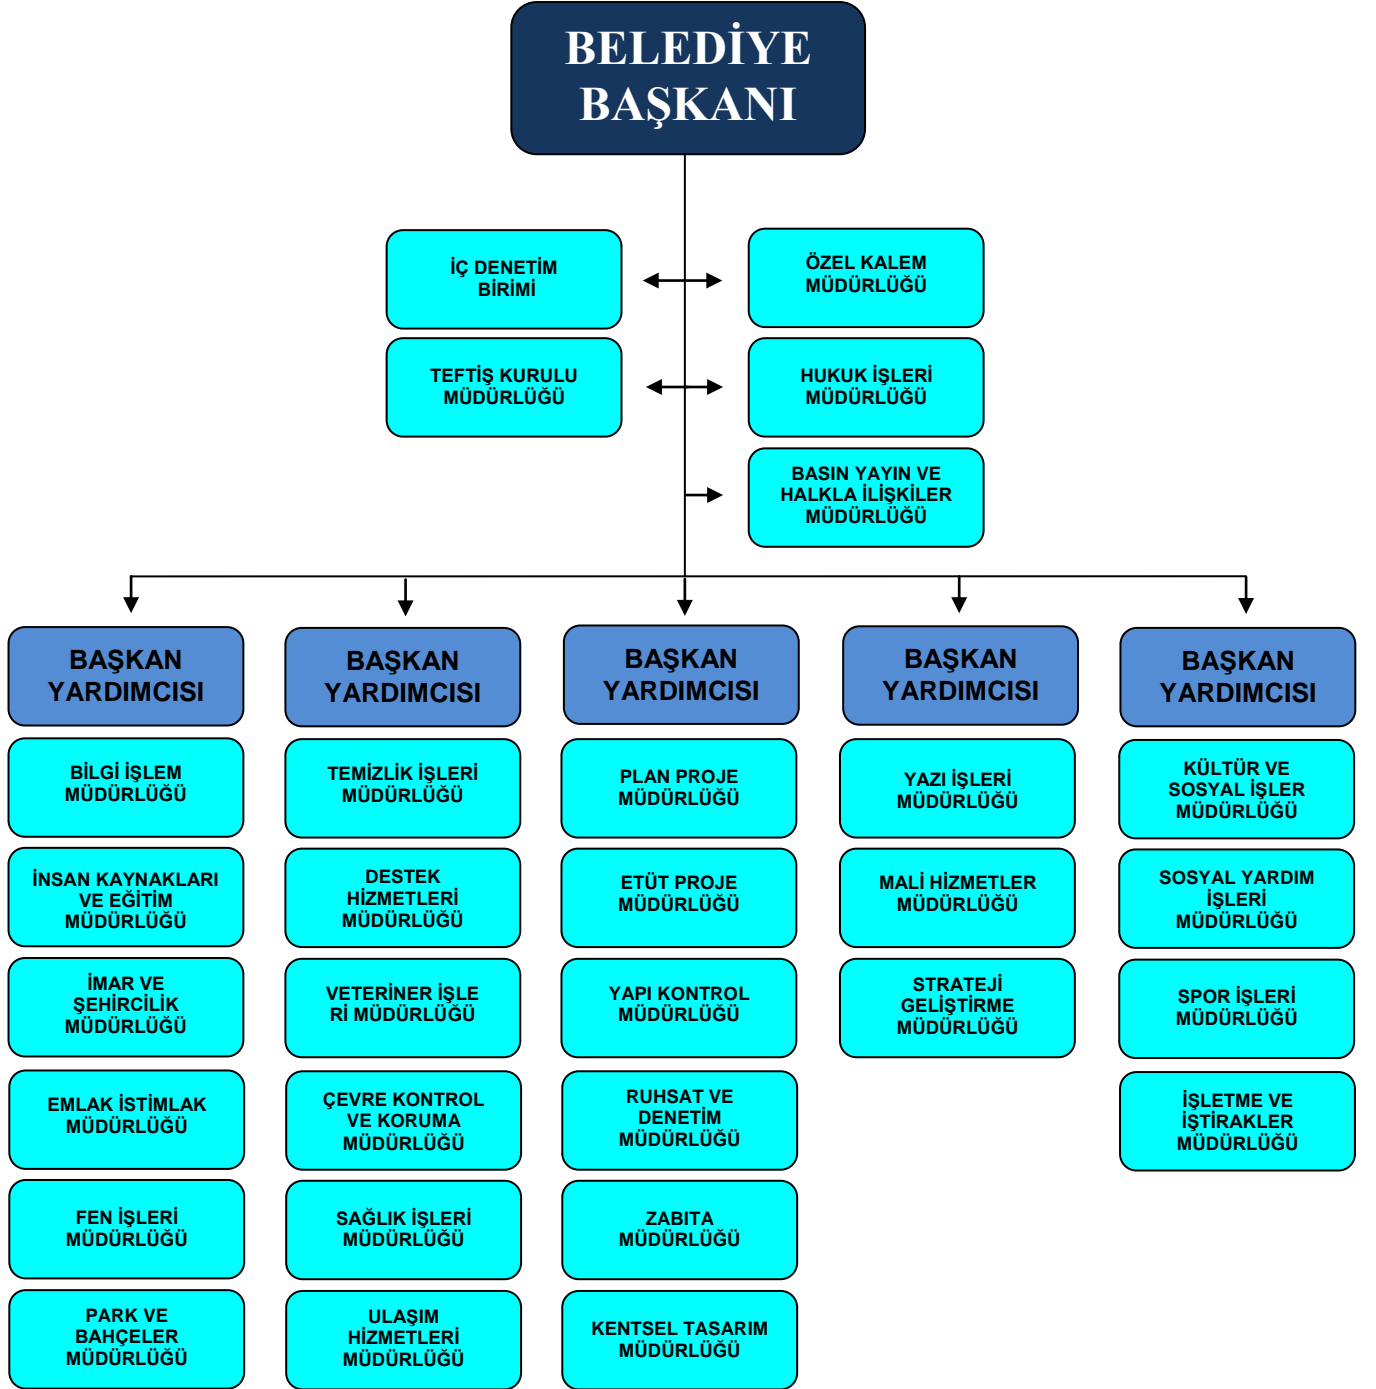 BELEDİYE
BAŞKANI
İÇ DENETİM
BİRİMİ
ÖZEL KALEM
MÜDÜRLÜĞÜ
TEFTİŞ KURULU
MÜDÜRLÜĞÜ
HUKUK İŞLERİ
MÜDÜRLÜĞÜ
BASIN YAYIN VE
HALKLA İLİŞKİLER
MÜDÜRLÜĞÜ
BAŞKAN
YARDIMCISI
BİLGİ İŞLEM
MÜDÜRLÜĞÜ
İNSAN KAYNAKLARI
VE EĞİTİM
MÜDÜRLÜĞÜ
İMAR VE
ŞEHİRCİLİK
MÜDÜRLÜĞÜ
EMLAK İSTİMLAK
MÜDÜRLÜĞÜ
FEN İŞLERİ
MÜDÜRLÜĞÜ
PARK VE
BAHÇELER
MÜDÜRLÜĞÜ
BAŞKAN
YARDIMCISI
TEMİZLİK İŞLERİ
MÜDÜRLÜĞÜ
DESTEK
HİZMETLERİ
MÜDÜRLÜĞÜ
VETERİNER İŞLE
Rİ MÜDÜRLÜĞÜ
ÇEVRE KONTROL
VE KORUMA
MÜDÜRLÜĞÜ
SAĞLIK İŞLERİ
MÜDÜRLÜĞÜ
ULAŞIM
HİZMETLERİ
MÜDÜRLÜĞÜ
BAŞKAN
YARDIMCISI
PLAN PROJE
MÜDÜRLÜĞÜ
ETÜT PROJE
MÜDÜRLÜĞÜ
YAPI KONTROL
MÜDÜRLÜĞÜ
RUHSAT VE
DENETİM
MÜDÜRLÜĞÜ
ZABITA
MÜDÜRLÜĞÜ
KENTSEL TASARIM
MÜDÜRLÜĞÜ
BAŞKAN
YARDIMCISI
YAZI İŞLERİ
MÜDÜRLÜĞÜ
MALİ HİZMETLER
MÜDÜRLÜĞÜ
STRATEJİ
GELİŞTİRME
MÜDÜRLÜĞÜ
BAŞKAN
YARDIMCISI
KÜLTÜR VE
SOSYAL İŞLER
MÜDÜRLÜĞÜ
SOSYAL YARDIM
İŞLERİ
MÜDÜRLÜĞÜ
SPOR İŞLERİ
MÜDÜRLÜĞÜ
İŞLETME VE
İŞTİRAKLER
MÜDÜRLÜĞÜ